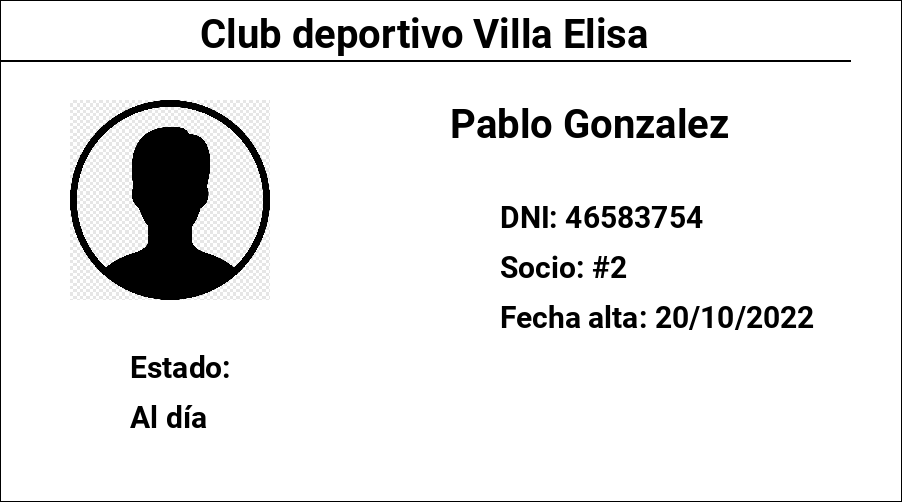 Club deportivo Villa Elisa
Pablo Gonzalez
DNI: 46583754
Socio: #2
Fecha alta: 20/10/2022
Estado:
Al día